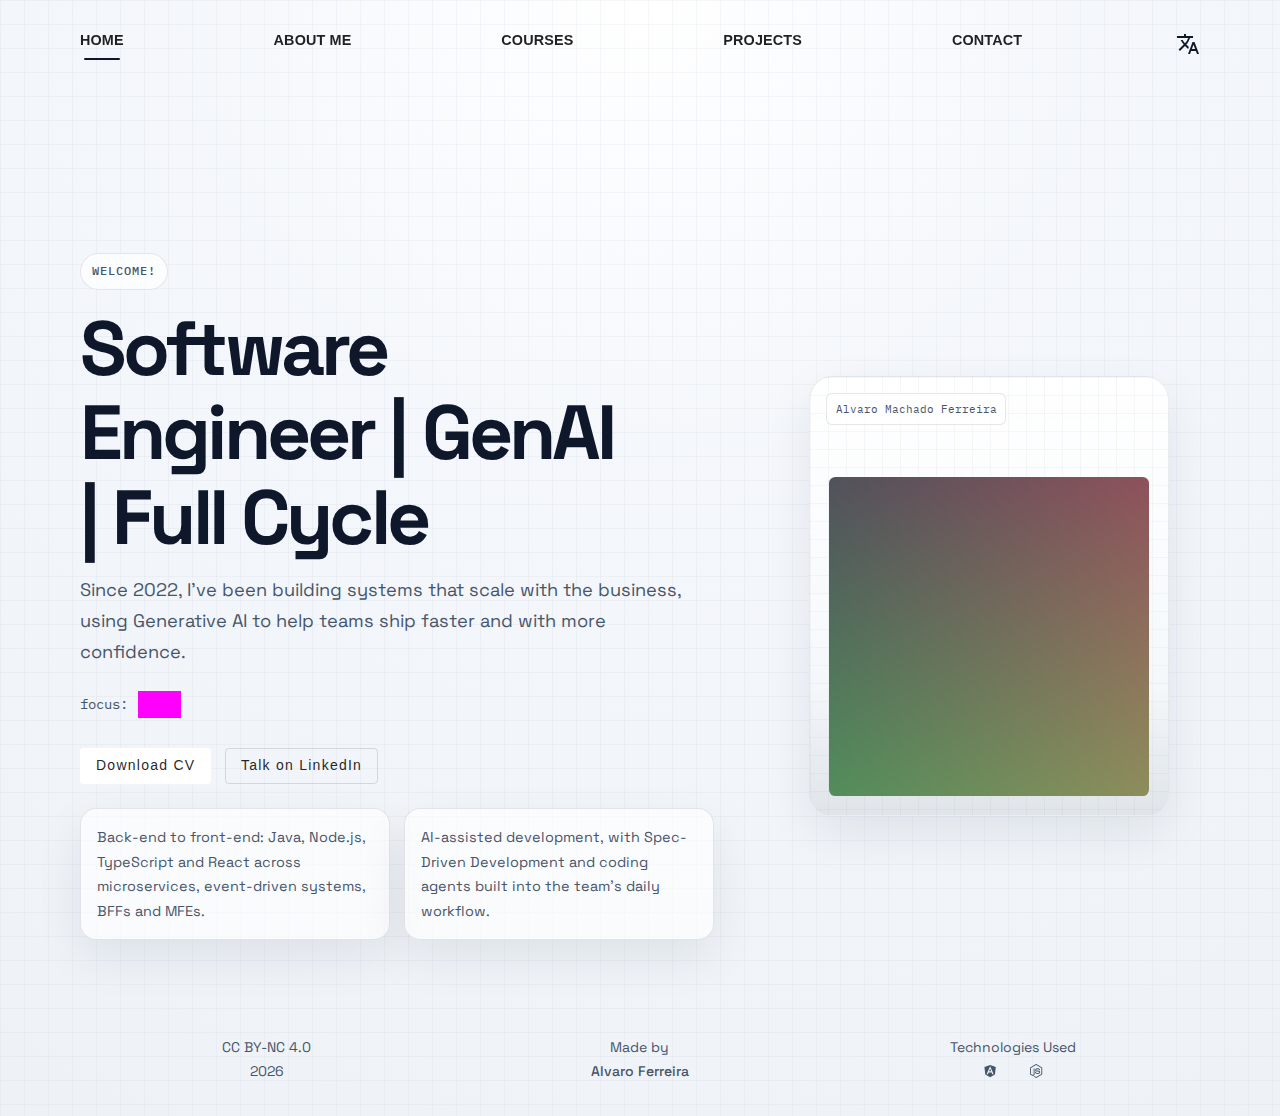 HOME
ABOUT ME
COURSES
PROJECTS
CONTACT
WELCOME!
Software
Engineer | GenAI
| Full Cycle
Since 2022, I've been building systems that scale with the business,
using Generative AI to help teams ship faster and with more
confidence.
focus:
Download CV
Talk on LinkedIn
Back-end to front-end: Java, Node.js,
TypeScript and React across
microservices, event-driven systems,
BFFs and MFEs.
AI-assisted development, with Spec-
Driven Development and coding
agents built into the team's daily
workflow.
Alvaro Machado Ferreira
CC BY-NC 4.0
2026
Made by
Alvaro Ferreira
Technologies Used